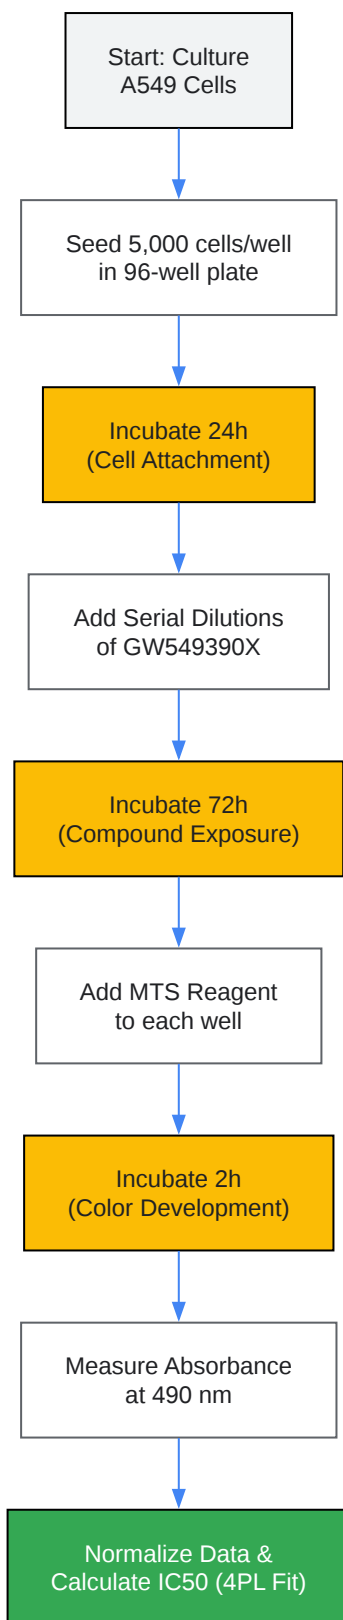 Start: Culture
A549 Cells
Seed 5,000 cells/well
in 96-well plate
Incubate 24h
(Cell Attachment)
Add Serial Dilutions
of GW549390X
Incubate 72h
(Compound Exposure)
Add MTS Reagent
to each well
Incubate 2h
(Color Development)
Measure Absorbance
at 490 nm
Normalize Data &
Calculate IC50 (4PL Fit)